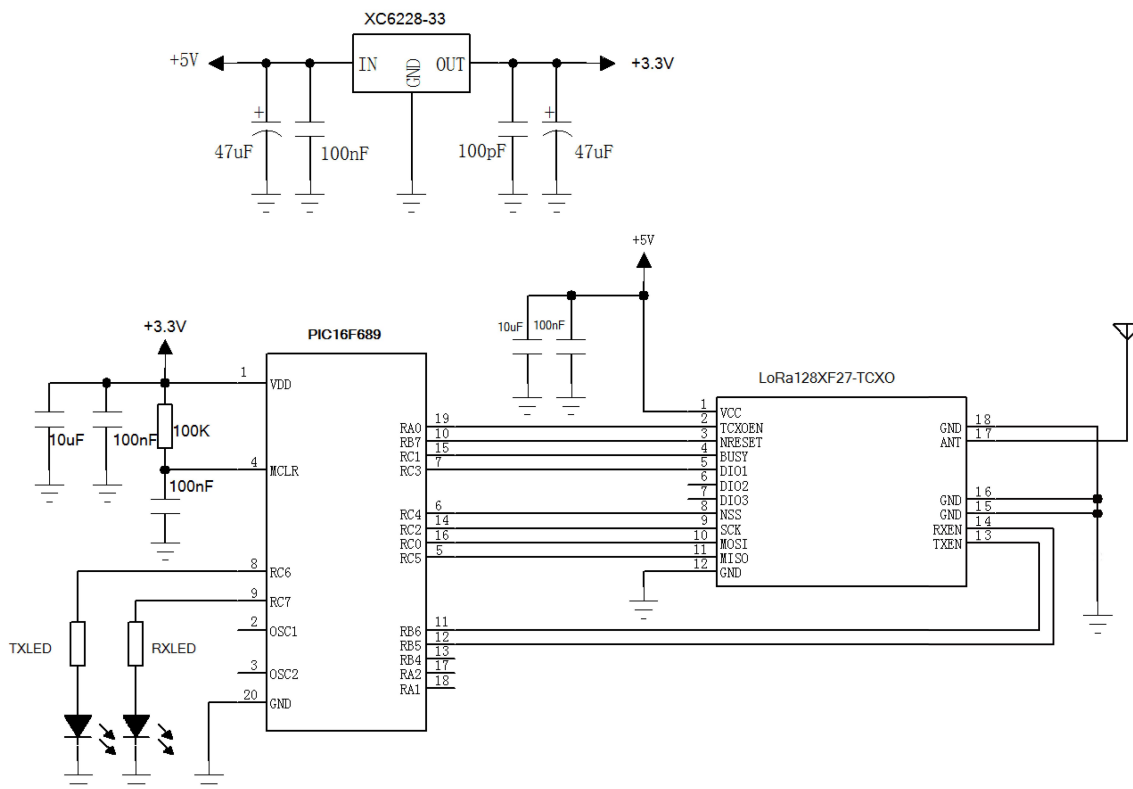 XC6228-33
+5V
IN
GND
OUT
+3.3V
47uF
100nF
100pF
47uF
+5V
+3.3V
PIC16F689
10uF
100nF
LoRa128XF27-TCXO
1
VDD
10uF
100nF
100K
4
MCLR
100nF
8
RC6
9
RC7
2
OSC1
3
OSC2
20
GND
TXLED
RXLED
RA0
19
RB7
10
RC1
15
RC3
7
RC4
6
RC2
14
RC0
16
RC5
5
RB6
11
RB5
12
RB4
13
RA2
17
RA1
18
1
VCC
2
TCXOEN
3
NRESET
4
BUSY
5
DIO1
6
DIO2
7
DIO3
8
NSS
9
SCK
10
MOSI
11
MISO
12
GND
GND
18
ANT
17
GND
16
GND
15
RXEN
14
TXEN
13